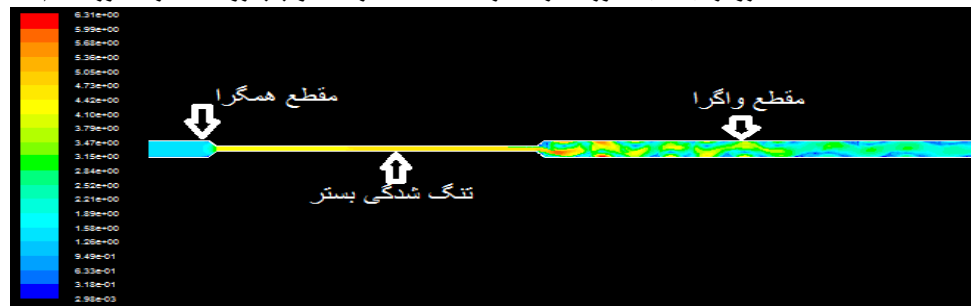 6.31e+00
5.99e+00
5.68e+00
5.36e+00
5.05e+00
4.73e+00
4.42e+00
4.10e+00
3.79e+00
3.47e+00
3.15e+00
2.84e+00
2.52e+00
2.21e+00
1.89e+00
1.58e+00
1.26e+00
9.49e-01
6.33e-01
3.18e-01
2.98e-03
مقطع همگرا
مقطع واگرا
تنگ شدگی بستر